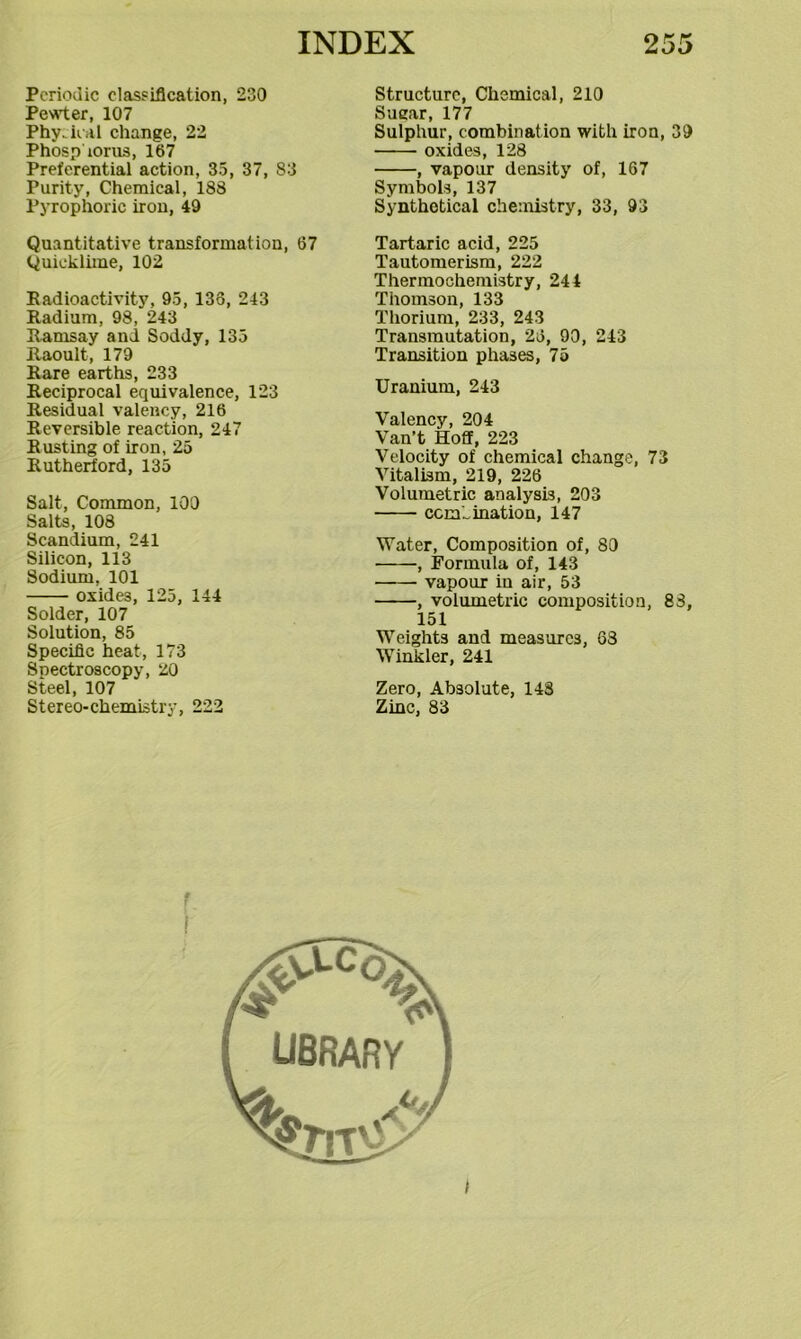 INDEX 255
Periodic classification, 230
Pewter, 107
Phy. ical change, 22
Phosp orus, 167
Preferential action, 35, 37, 83
Purity, Chemical, 188
Pyrophoric iron, 49
Quantitative transformation, 67
Quicklime, 102
Radioactivity, 95, 136, 243
Radium, 98, 243
Ramsay and Soddy, 135
Raoult, 179
Rare earths, 233
Reciprocal equivalence, 123
Residual valency, 216
Reversible reaction, 247
Rusting of iron, 25
Rutherford, 135
Salt, Common, 100
Salts, 108
Scandium, 241
Silicon, 113
Sodium, 101
—— oxides, 125, 144
Solder, 107
Solution, 85
Specific heat, 173
Spectroscopy, 20
Steel, 107
Stereo-chemistry, 222
Structure, Chemical, 210
Sugar, 177
Sulphur, combination with iron, 39
—— oxides, 128
——, vapour density of, 167
Symbols, 137
Synthetical chemistry, 33, 93
Tartaric acid, 225
Tautomerism, 222
Thermochemistry, 244
Thomson, 133
Thorium, 233, 243
Transmutation, 26, 90, 243
Transition phases, 75
Uranium, 243
Valency, 204
Van't Hoff, 223
Velocity of chemical change, 73
Vitalism, 219, 226
Volumetric analysis, 203
—— combination, 147
Water, Composition of, 80
——, Formula of, 143
—— vapour in air, 53
——, volumetric composition, 88,
151
Weights and measures, 68
Winkler, 241
Zero, Absolute, 148
Zinc, 83
WELLCOME
LIBRARY
INSTITUTE